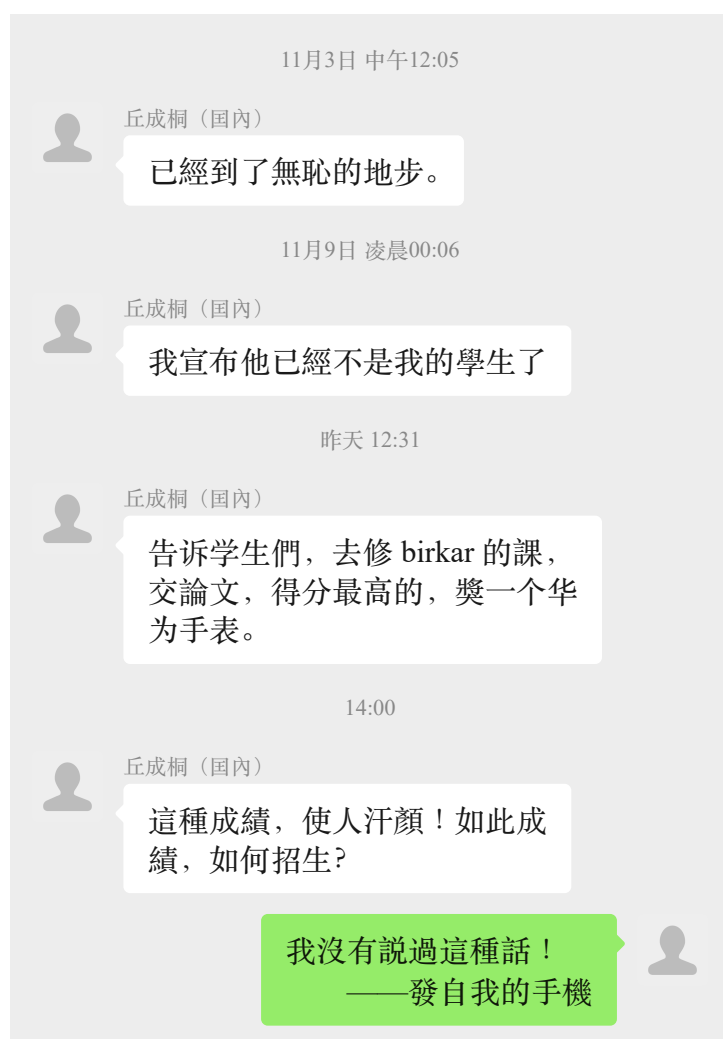 11月3日 中午12:05
丘成桐（囯內）
已經到了無恥的地步。
11月9日 凌晨00:06
丘成桐（囯內）
我宣布他已經不是我的學生了
昨天 12:31
丘成桐（囯內）
告诉学生們，去修 birkar 的課，
交論文，得分最高的，獎一个华
为手表。
14:00
丘成桐（囯內）
這種成績，使人汗顏！如此成
績，如何招生?
我沒有説過這種話！
——發自我的手機